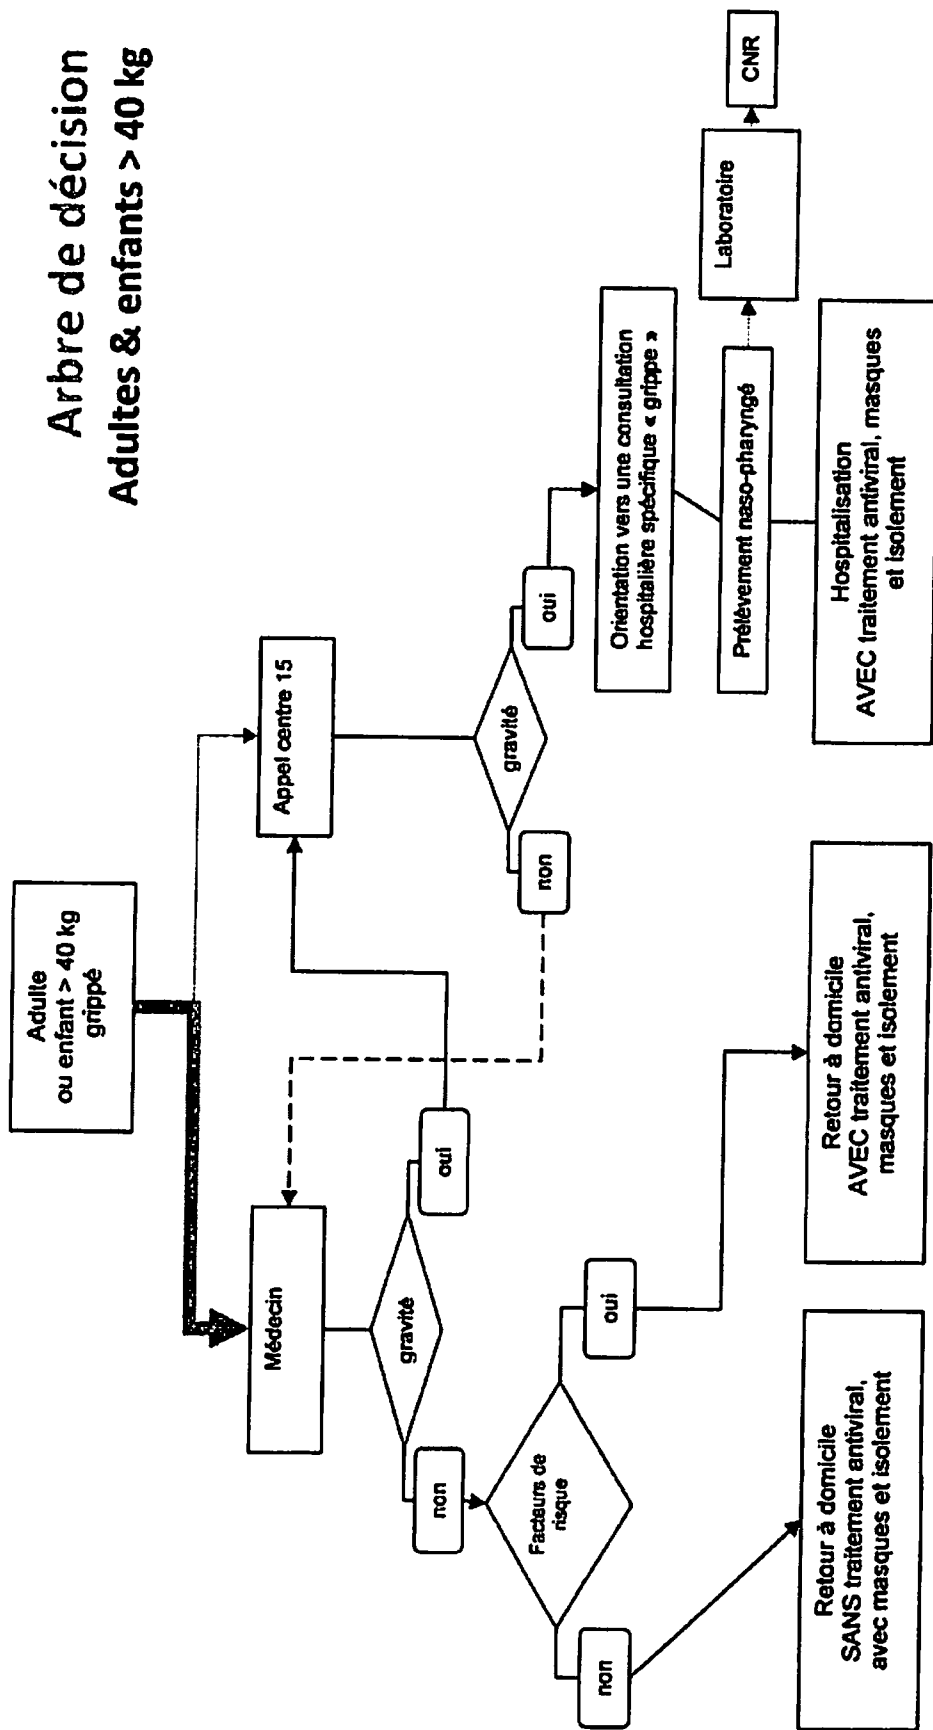 Arbre de décision
Adultes & enfants > 40 kg
Adulte
ou enfant > 40 kg
grippé
Médecin
Appel centre 15
gravité
non
oui
gravité
non
oui
Facteurs de
risque
non
oui
Orientation vers une consultation
hospitalière spécifique « grippe »
Prélèvement naso-pharyngé
Laboratoire
CNR
Retour à domicile
SANS traitement antiviral,
avec masques et isolement
Retour à domicile
AVEC traitement antiviral,
masques et isolement
Hospitalisation
AVEC traitement antiviral, masques
et isolement